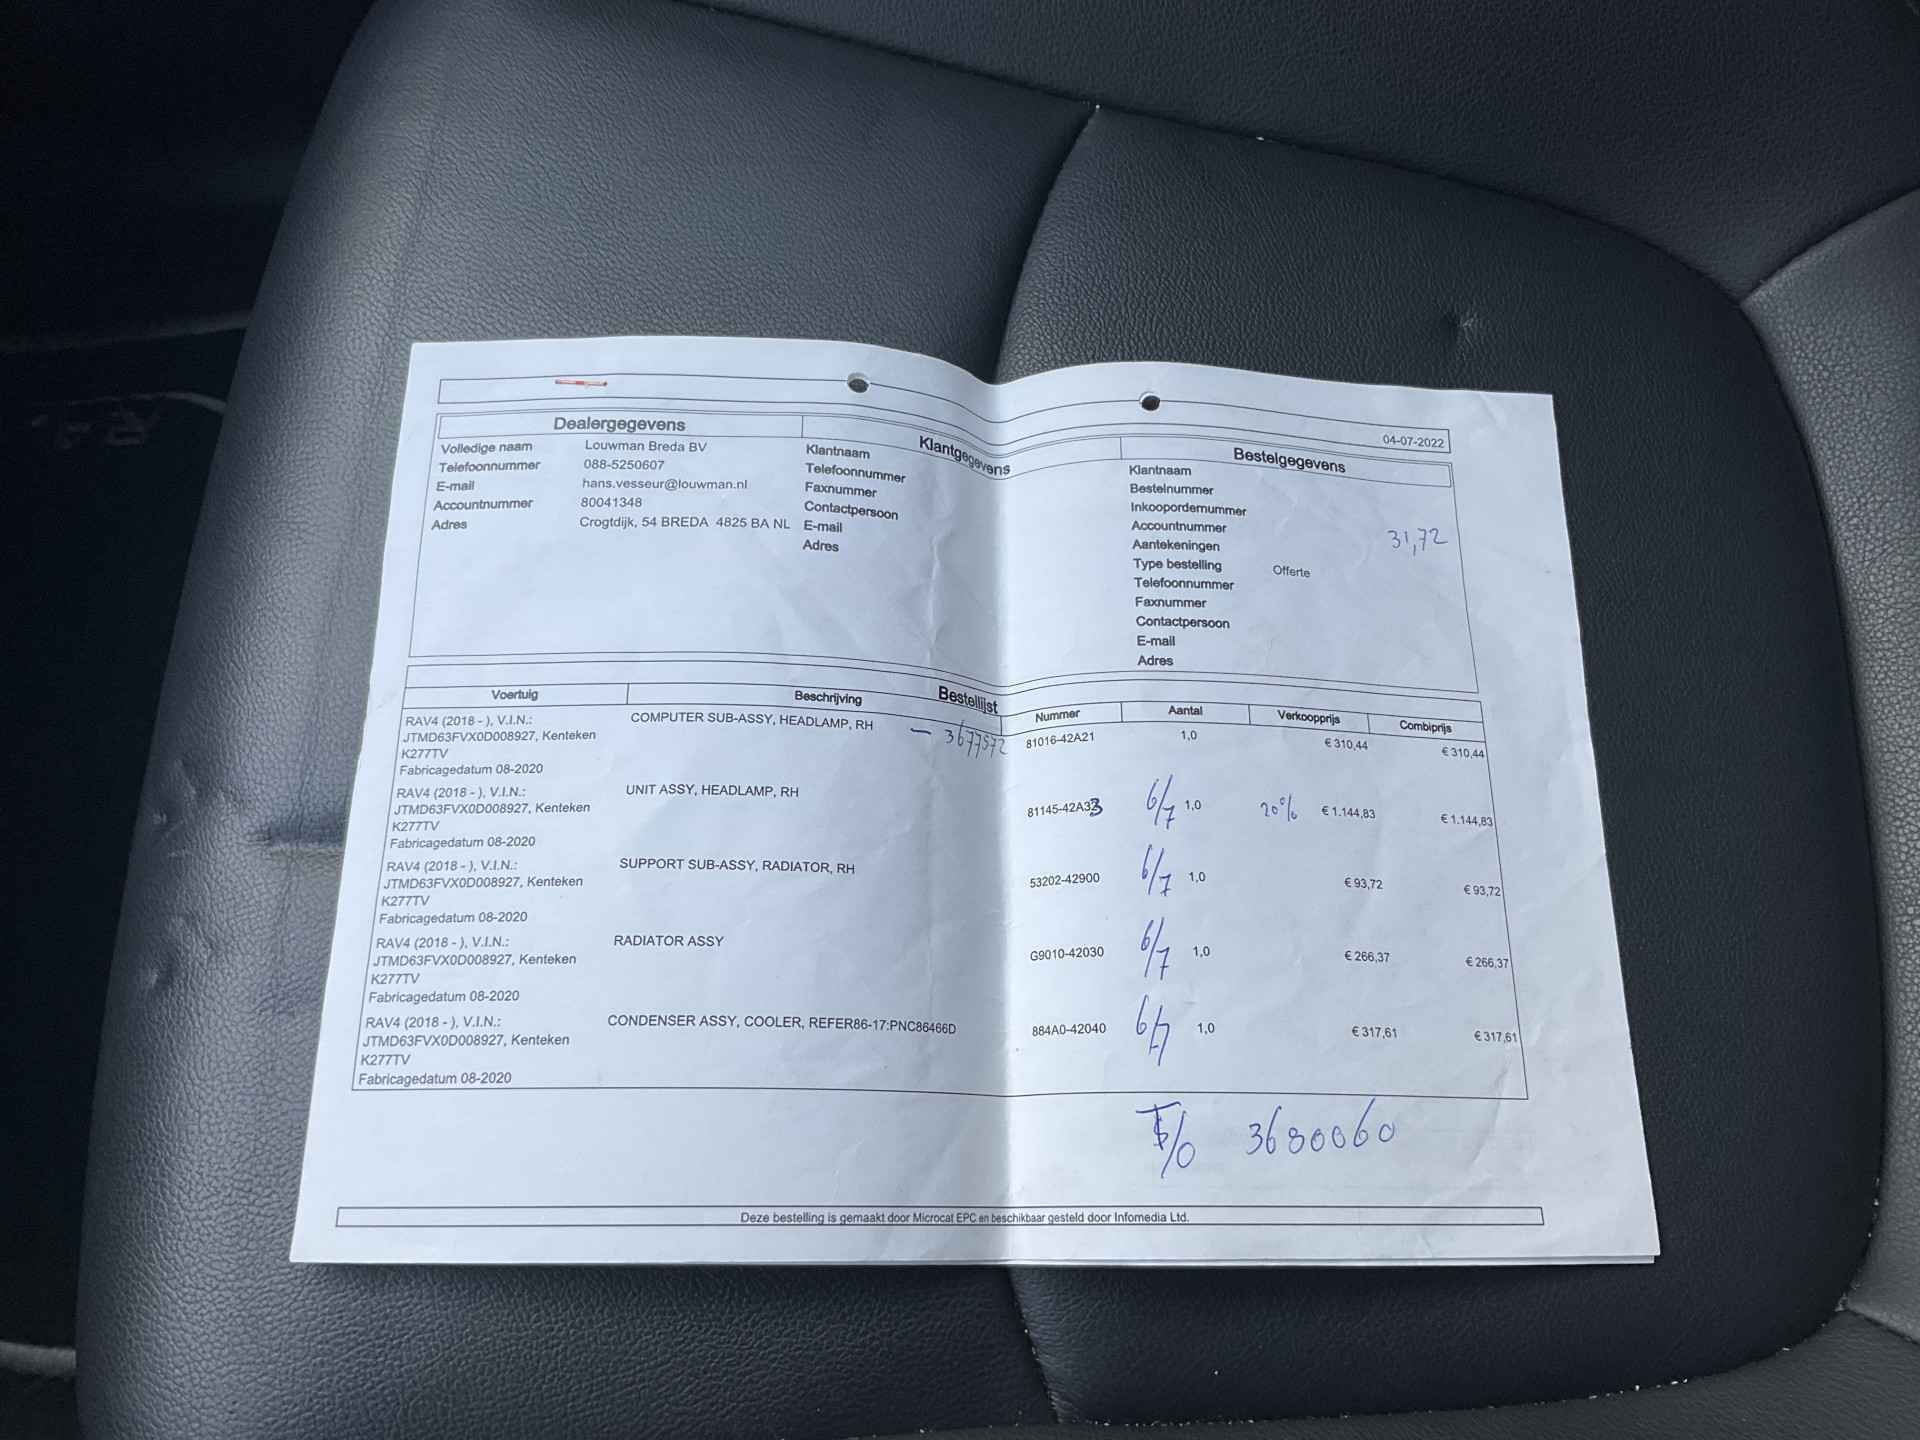 04-07-2022
Dealergegevens
Volledige naam Louwman Breda BV
Telefoonnummer 088-5250607
E-mail hans.vesseur@louwman.nl
Accountnummer 80041348
Adres Crogtdijk, 54 BREDA 4825 BA NL
Klantgegevens
Klantnaam
Telefoonnummer
Faxnummer
Contactpersoon
E-mail
Adres
Bestelgegevens
Klantnaam
Bestelnummer
Inkoopordernummer
Accountnummer
Aantekeningen
31,72
Type bestelling Offerte
Telefoonnummer
Faxnummer
Contactpersoon
E-mail
Adres
Bestellijst
Voertuig Beschrijving Nummer Aantal Verkoopprijs Combiprijs
RAV4 (2018 - ), V.I.N.: COMPUTER SUB-ASSY, HEADLAMP, RH - 3677572 81016-42A21 1,0 € 310,44 € 310,44
JTMD63FVX0D008927, Kenteken
K277TV
Fabricagedatum 08-2020
RAV4 (2018 - ), V.I.N.: UNIT ASSY, HEADLAMP, RH 81145-42A33 6/7 1,0 20% € 1.144,83 € 1.144,83
JTMD63FVX0D008927, Kenteken
K277TV
Fabricagedatum 08-2020
RAV4 (2018 - ), V.I.N.: SUPPORT SUB-ASSY, RADIATOR, RH 53202-42900 6/7 1,0 € 93,72 € 93,72
JTMD63FVX0D008927, Kenteken
K277TV
Fabricagedatum 08-2020
RAV4 (2018 - ), V.I.N.: RADIATOR ASSY G9010-42030 6/7 1,0 € 266,37 € 266,37
JTMD63FVX0D008927, Kenteken
K277TV
Fabricagedatum 08-2020
RAV4 (2018 - ), V.I.N.: CONDENSER ASSY, COOLER, REFER86-17:PNC86466D 884A0-42040 6/7 1,0 € 317,61 € 317,61
JTMD63FVX0D008927, Kenteken
K277TV
Fabricagedatum 08-2020
3680060
Deze bestelling is gemaakt door Microcat EPC en beschikbaar gesteld door Infomedia Ltd.